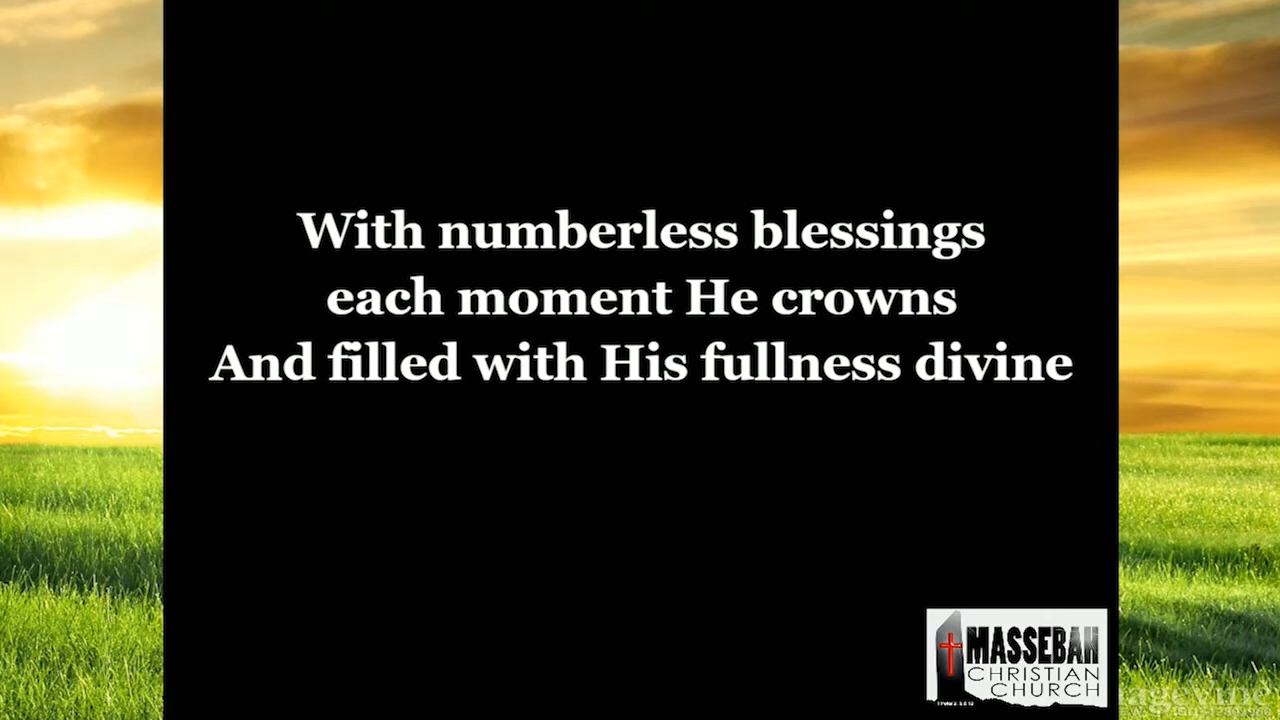 With numberless blessings
each moment He crowns
And filled with His fullness divine
MASSEBAH
CHRISTIAN
CHURCH